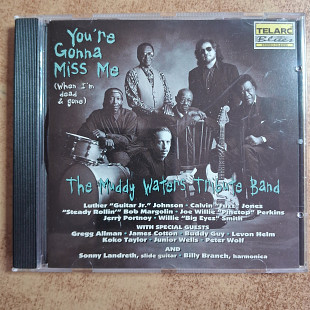 You're
Gonna
Miss Me
(When I'm
dead
& gone)
TELARC
Blues
The Muddy Waters Tribute Band
Luther "Guitar Jr." Johnson - Calvin "Fuzz" Jones
"Steady Rollin'" Bob Margolin - Joe Willie "Pinetop" Perkins
Jerry Portnoy - Willie "Big Eyes" Smith
WITH SPECIAL GUESTS
Gregg Allman - James Cotton - Buddy Guy - Levon Helm
Koko Taylor - Junior Wells - Peter Wolf
AND
Sonny Landreth, slide guitar - Billy Branch, harmonica